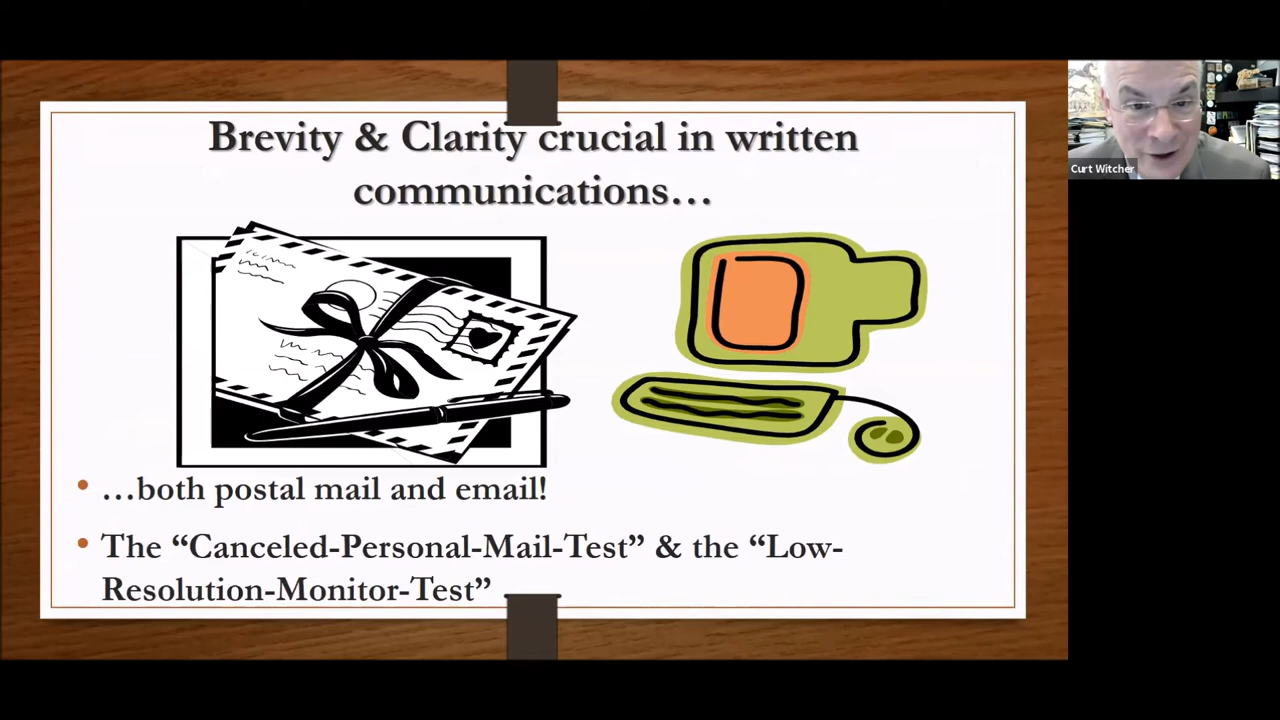 Brevity & Clarity crucial in written
communications…
Curt Witcher
• …both postal mail and email!
• The “Canceled-Personal-Mail-Test” & the “Low-
Resolution-Monitor-Test”